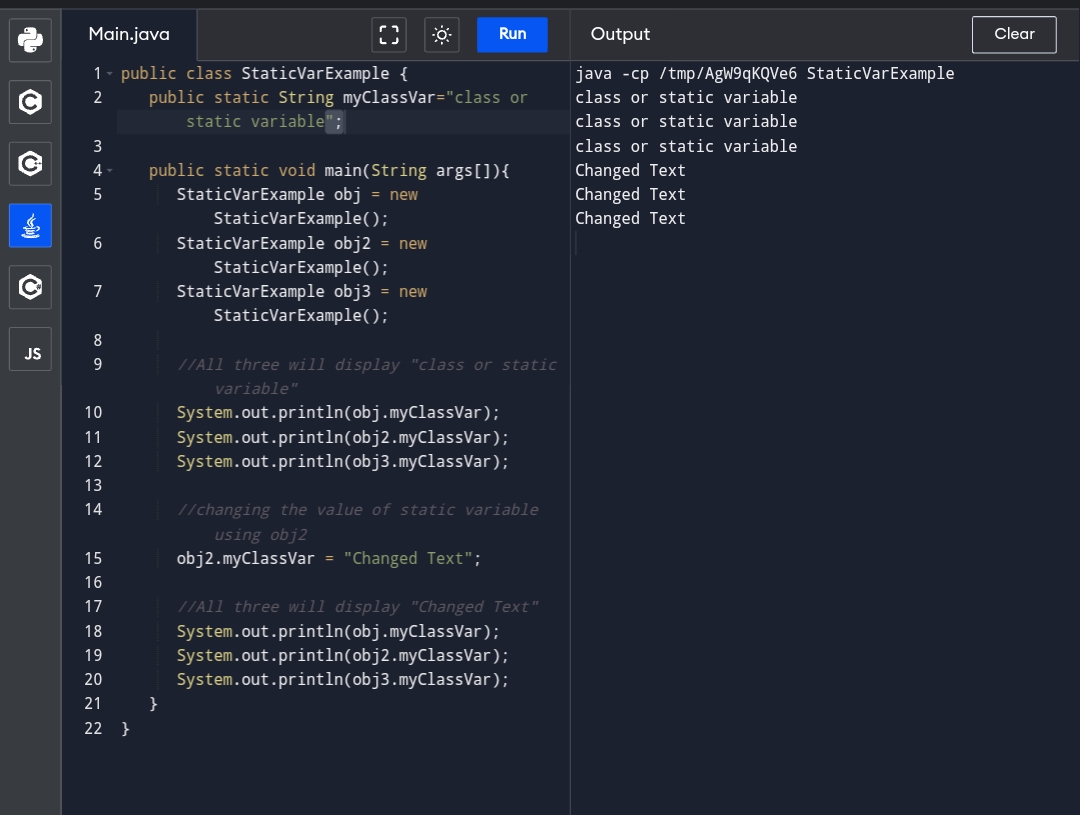 Main.java
Run
Output
Clear
JS
1 public class StaticVarExample {
2 public static String myClassVar="class or
static variable";
3
4 public static void main(String args[]){
5 StaticVarExample obj = new
StaticVarExample();
6 StaticVarExample obj2 = new
StaticVarExample();
7 StaticVarExample obj3 = new
StaticVarExample();
8
9 //All three will display "class or static
variable"
10 System.out.println(obj.myClassVar);
11 System.out.println(obj2.myClassVar);
12 System.out.println(obj3.myClassVar);
13
14 //changing the value of static variable
using obj2
15 obj2.myClassVar = "Changed Text";
16
17 //All three will display "Changed Text"
18 System.out.println(obj.myClassVar);
19 System.out.println(obj2.myClassVar);
20 System.out.println(obj3.myClassVar);
21 }
22 }
java -cp /tmp/AgW9qKQVe6 StaticVarExample
class or static variable
class or static variable
class or static variable
Changed Text
Changed Text
Changed Text